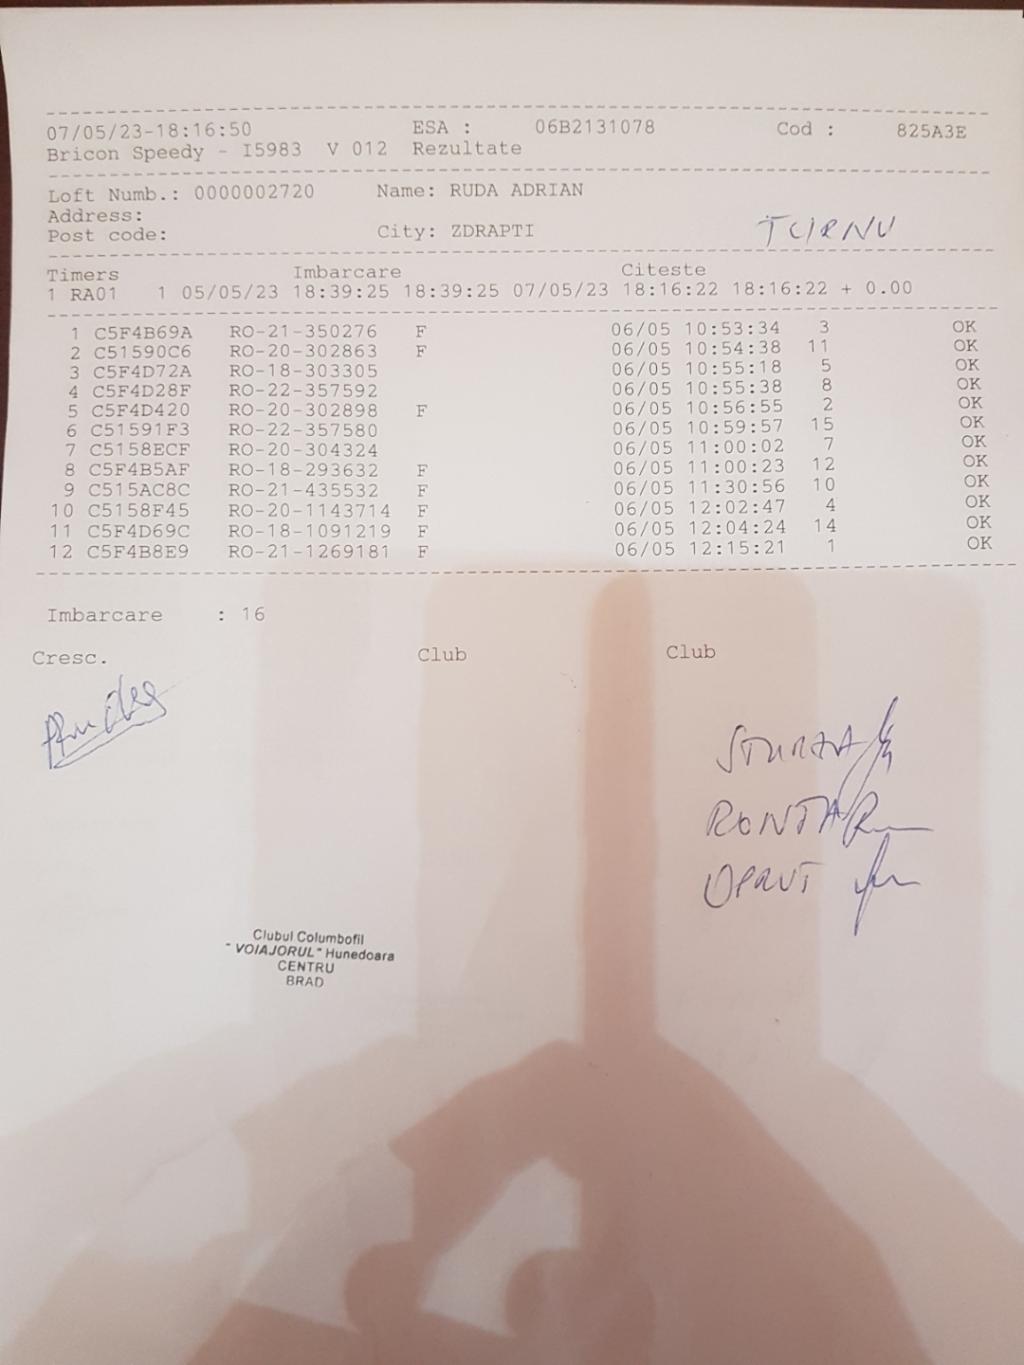 07/05/23-18:16:50 ESA : 06B2131078 Cod : 825A3E
Bricon Speedy - I5983 V 012 Rezultate
Loft Numb.: 0000002720 Name: RUDA ADRIAN
Address:
Post code: City: ZDRAPTI
Timers Imbarcare Citeste
1 RA01 1 05/05/23 18:39:25 18:39:25 07/05/23 18:16:22 18:16:22 + 0.00
1 C5F4B69A RO-21-350276 F 06/05 10:53:34 3 OK
2 C51590C6 RO-20-302863 F 06/05 10:54:38 11 OK
3 C5F4D72A RO-18-303305 06/05 10:55:18 5 OK
4 C5F4D28F RO-22-357592 06/05 10:55:38 8 OK
5 C5F4D420 RO-20-302898 F 06/05 10:56:55 2 OK
6 C51591F3 RO-22-357580 06/05 10:59:57 15 OK
7 C5158ECF RO-20-304324 06/05 11:00:02 7 OK
8 C5F4B5AF RO-18-293632 F 06/05 11:00:23 12 OK
9 C515AC8C RO-21-435532 F 06/05 11:30:56 10 OK
10 C5158F45 RO-20-1143714 F 06/05 12:02:47 4 OK
11 C5F4D69C RO-18-1091219 F 06/05 12:04:24 14 OK
12 C5F4B8E9 RO-21-1269181 F 06/05 12:15:21 1 OK
Imbarcare : 16
Cresc. Club Club
Clubul Columbofil
"VOIAJORUL" Hunedoara
CENTRU
BRAD